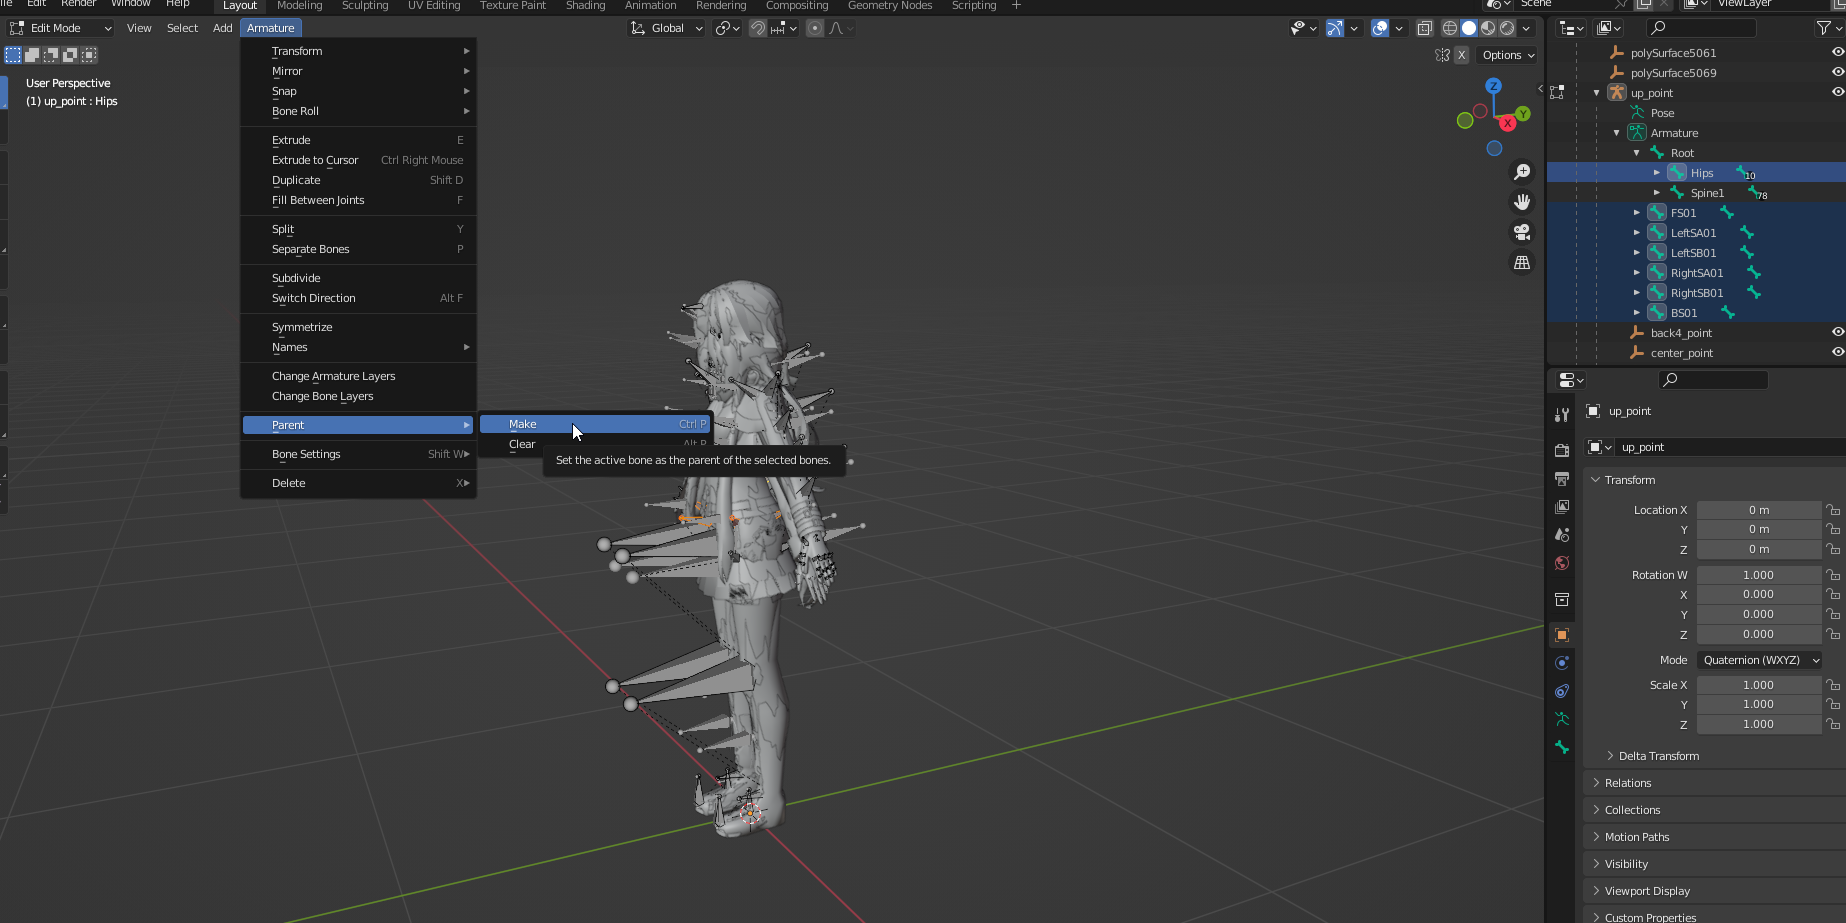 Edit Render Window Help
Layout Modeling Sculpting UV Editing Texture Paint Shading Animation Rendering Compositing Geometry Nodes Scripting +
Scene ViewLayer
Edit Mode View Select Add Armature
Global
Options
X
User Perspective
(1) up_point : Hips
Transform
Mirror
Snap
Bone Roll
Extrude E
Extrude to Cursor Ctrl Right Mouse
Duplicate Shift D
Fill Between Joints F
Split Y
Separate Bones P
Subdivide
Switch Direction Alt F
Symmetrize
Names
Change Armature Layers
Change Bone Layers
Parent
Bone Settings Shift W
Delete X
Make Ctrl P
Clear Alt P
Set the active bone as the parent of the selected bones.
Z
Y
X
polySurface5061
polySurface5069
up_point
Pose
Armature
Root
Hips 10
Spine1 78
FS01
LeftSA01
LeftSB01
RightSA01
RightSB01
BS01
back4_point
center_point
up_point
up_point
Transform
Location X 0 m
Y 0 m
Z 0 m
Rotation W 1.000
X 0.000
Y 0.000
Z 0.000
Mode Quaternion (WXYZ)
Scale X 1.000
Y 1.000
Z 1.000
Delta Transform
Relations
Collections
Motion Paths
Visibility
Viewport Display
Custom Properties